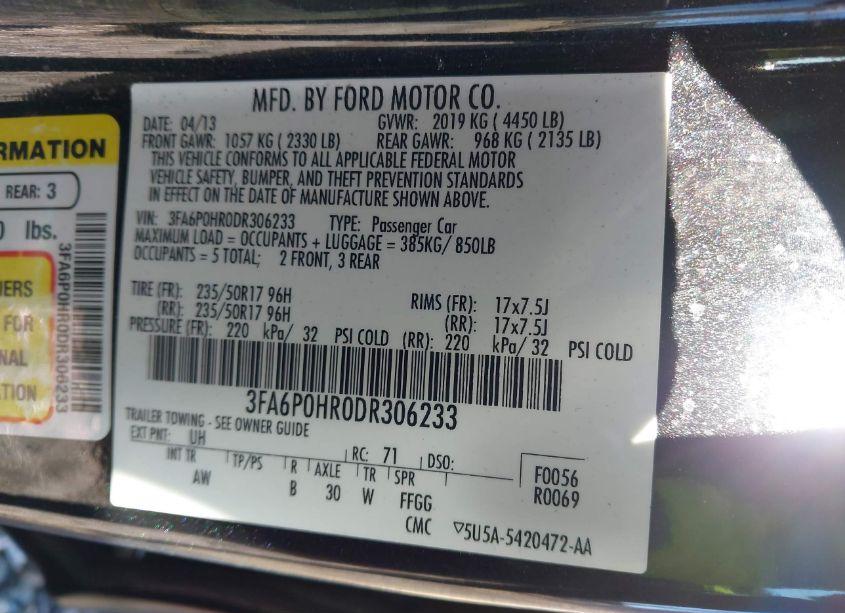 MFD. BY FORD MOTOR CO.
DATE: 04/13 GVWR: 2019 KG ( 4450 LB)
FRONT GAWR: 1057 KG ( 2330 LB) REAR GAWR: 968 KG ( 2135 LB)
THIS VEHICLE CONFORMS TO ALL APPLICABLE FEDERAL MOTOR
VEHICLE SAFETY, BUMPER, AND THEFT PREVENTION STANDARDS
IN EFFECT ON THE DATE OF MANUFACTURE SHOWN ABOVE.
VIN: 3FA6P0HR0DR306233 TYPE: Passenger Car
MAXIMUM LOAD = OCCUPANTS + LUGGAGE = 385KG/ 850LB
OCCUPANTS = 5 TOTAL; 2 FRONT, 3 REAR
TIRE (FR): 235/50R17 96H RIMS (FR): 17x7.5J
(RR): 235/50R17 96H (RR): 17x7.5J
PRESSURE (FR): 220 kPa/ 32 PSI COLD (RR): 220 kPa/ 32 PSI COLD
3FA6P0HR0DR306233
TRAILER TOWING - SEE OWNER GUIDE
EXT PNT: UH RC: 71 DSO:
INT TR TP/PS R AXLE TR SPR F0056
AW B 30 W FFGG R0069
CMC ▽5U5A-5420472-AA
RMATION
REAR: 3
0 lbs.
3FA6P0HR0DR306233
ERS
FOR
NAL
ATION